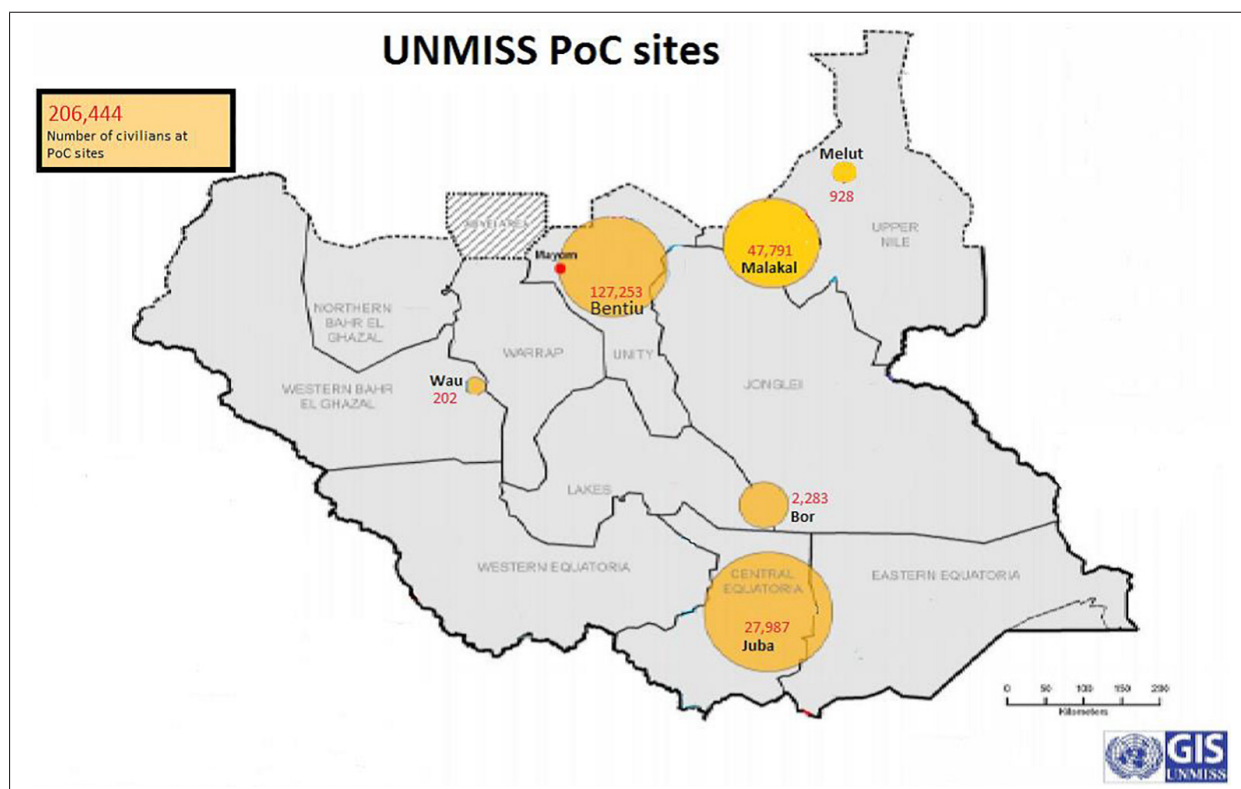 UNMISS PoC sites
206,444
Number of civilians at
PoC sites
Melut
928
UPPER
NILE
ABYEI AREA
Mayom
47,791
Malakal
127,253
Bentiu
NORTHERN
BAHR EL
GHAZAL
WARRAP
UNITY
JONGLEI
Wau
202
WESTERN BAHR
EL GHAZAL
LAKES
2,283
Bor
WESTERN EQUATORIA
CENTRAL
EQUATORIA
EASTERN EQUATORIA
27,987
Juba
0 50 100 150 200
Kilometers
GIS
UNMISS